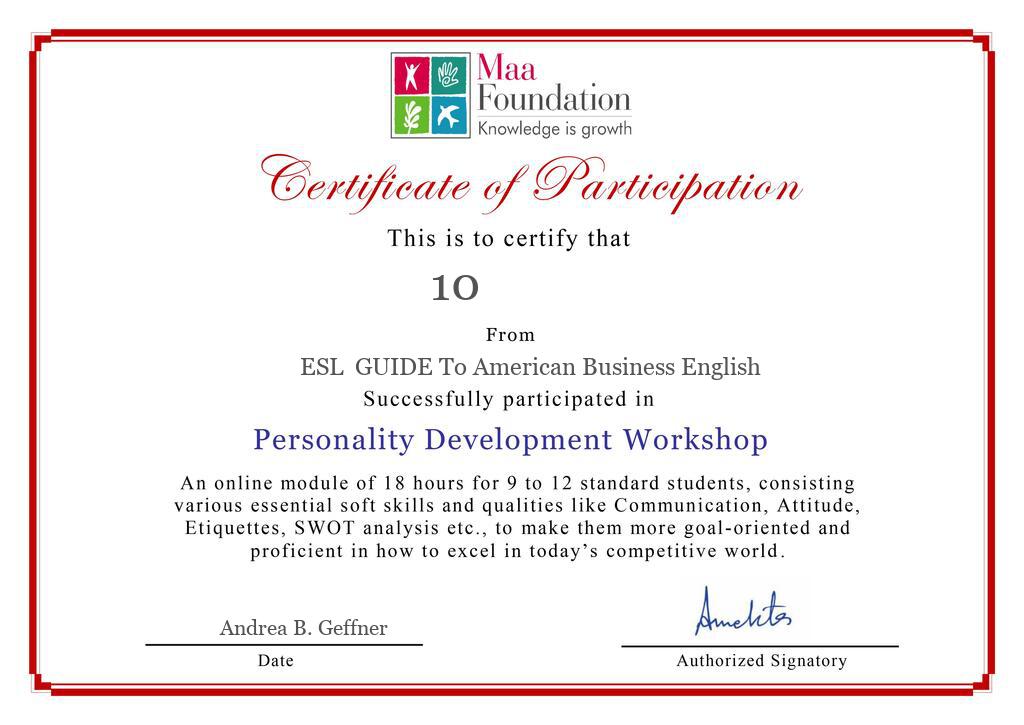 Maa
Foundation
Knowledge is growth
Certificate of Participation
This is to certify that
10
From
ESL GUIDE To American Business English
Successfully participated in
Personality Development Workshop
An online module of 18 hours for 9 to 12 standard students, consisting
various essential soft skills and qualities like Communication, Attitude,
Etiquettes, SWOT analysis etc., to make them more goal-oriented and
proficient in how to excel in today’s competitive world.
Andrea B. Geffner
Date
Authorized Signatory